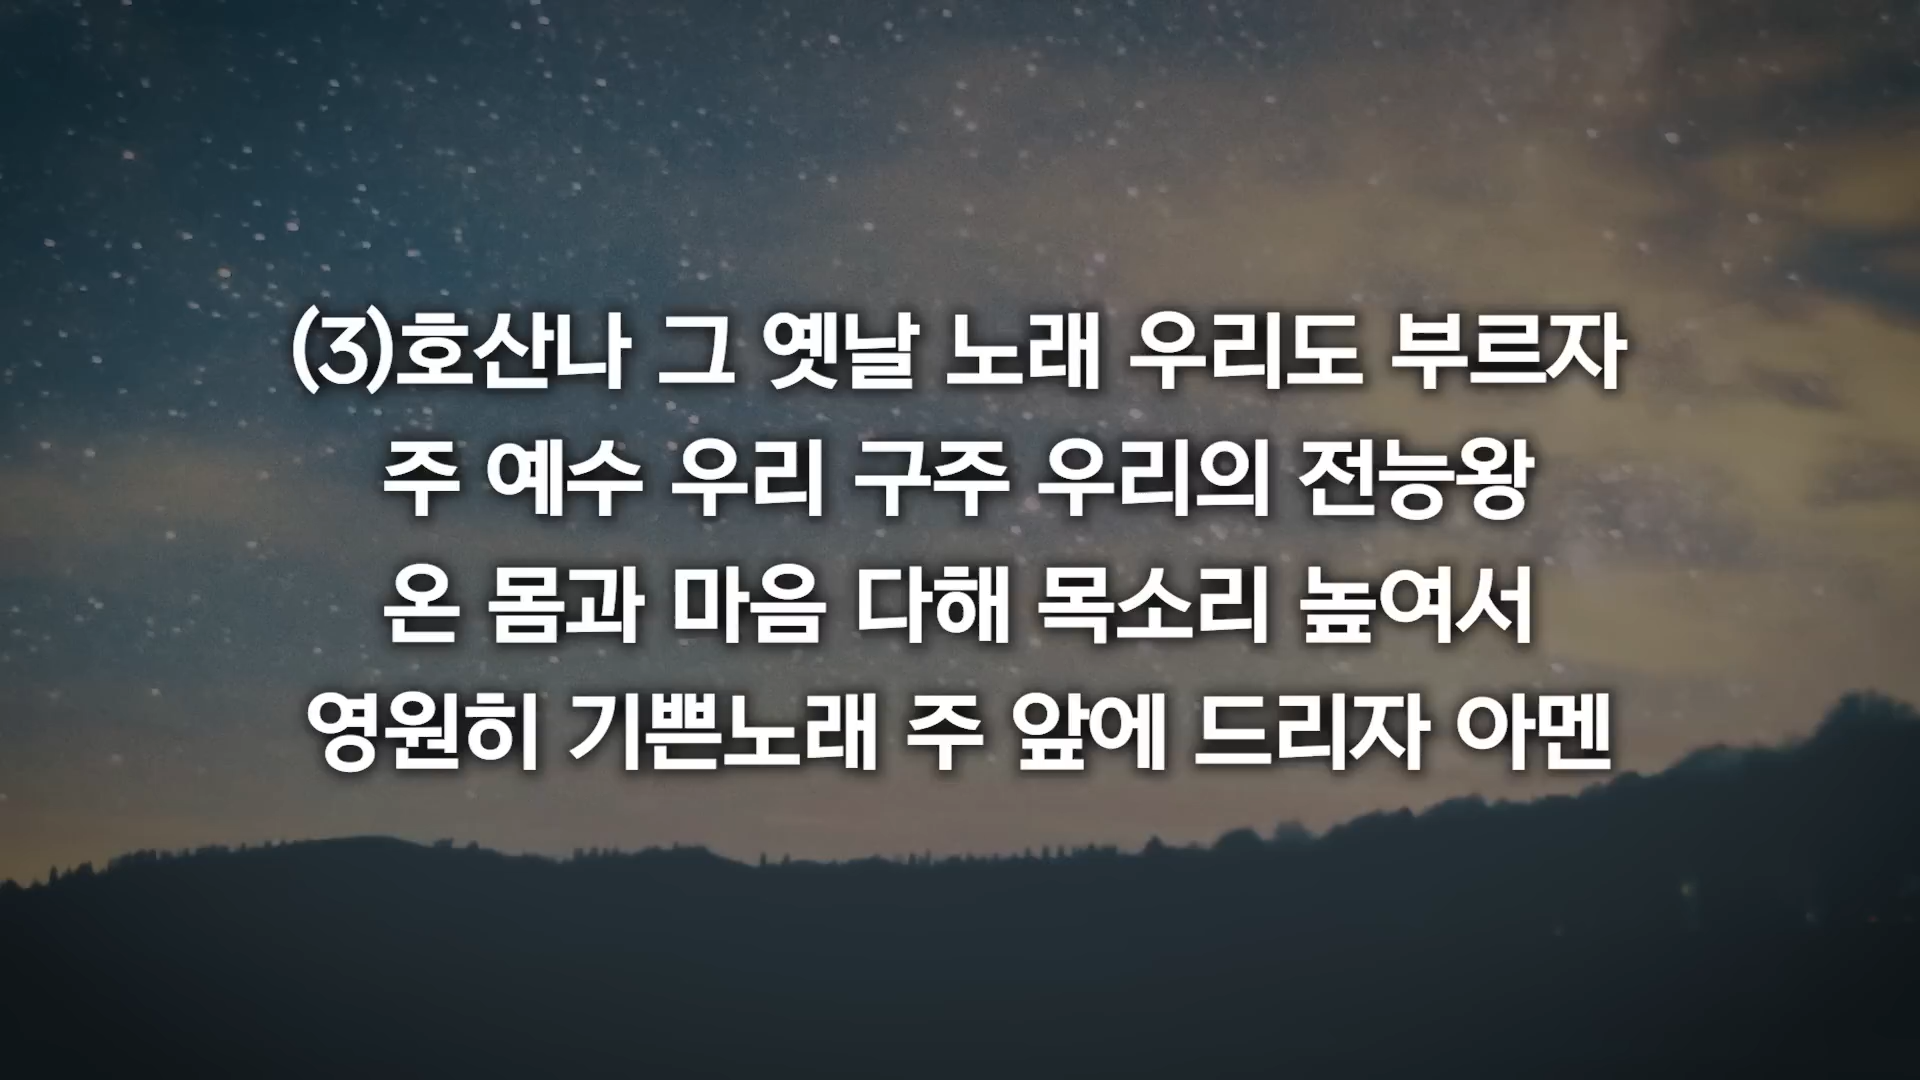 (3)호산나 그 옛날 노래 우리도 부르자
주 예수 우리 구주 우리의 전능왕
온 몸과 마음 다해 목소리 높여서
영원히 기쁜노래 주 앞에 드리자 아멘